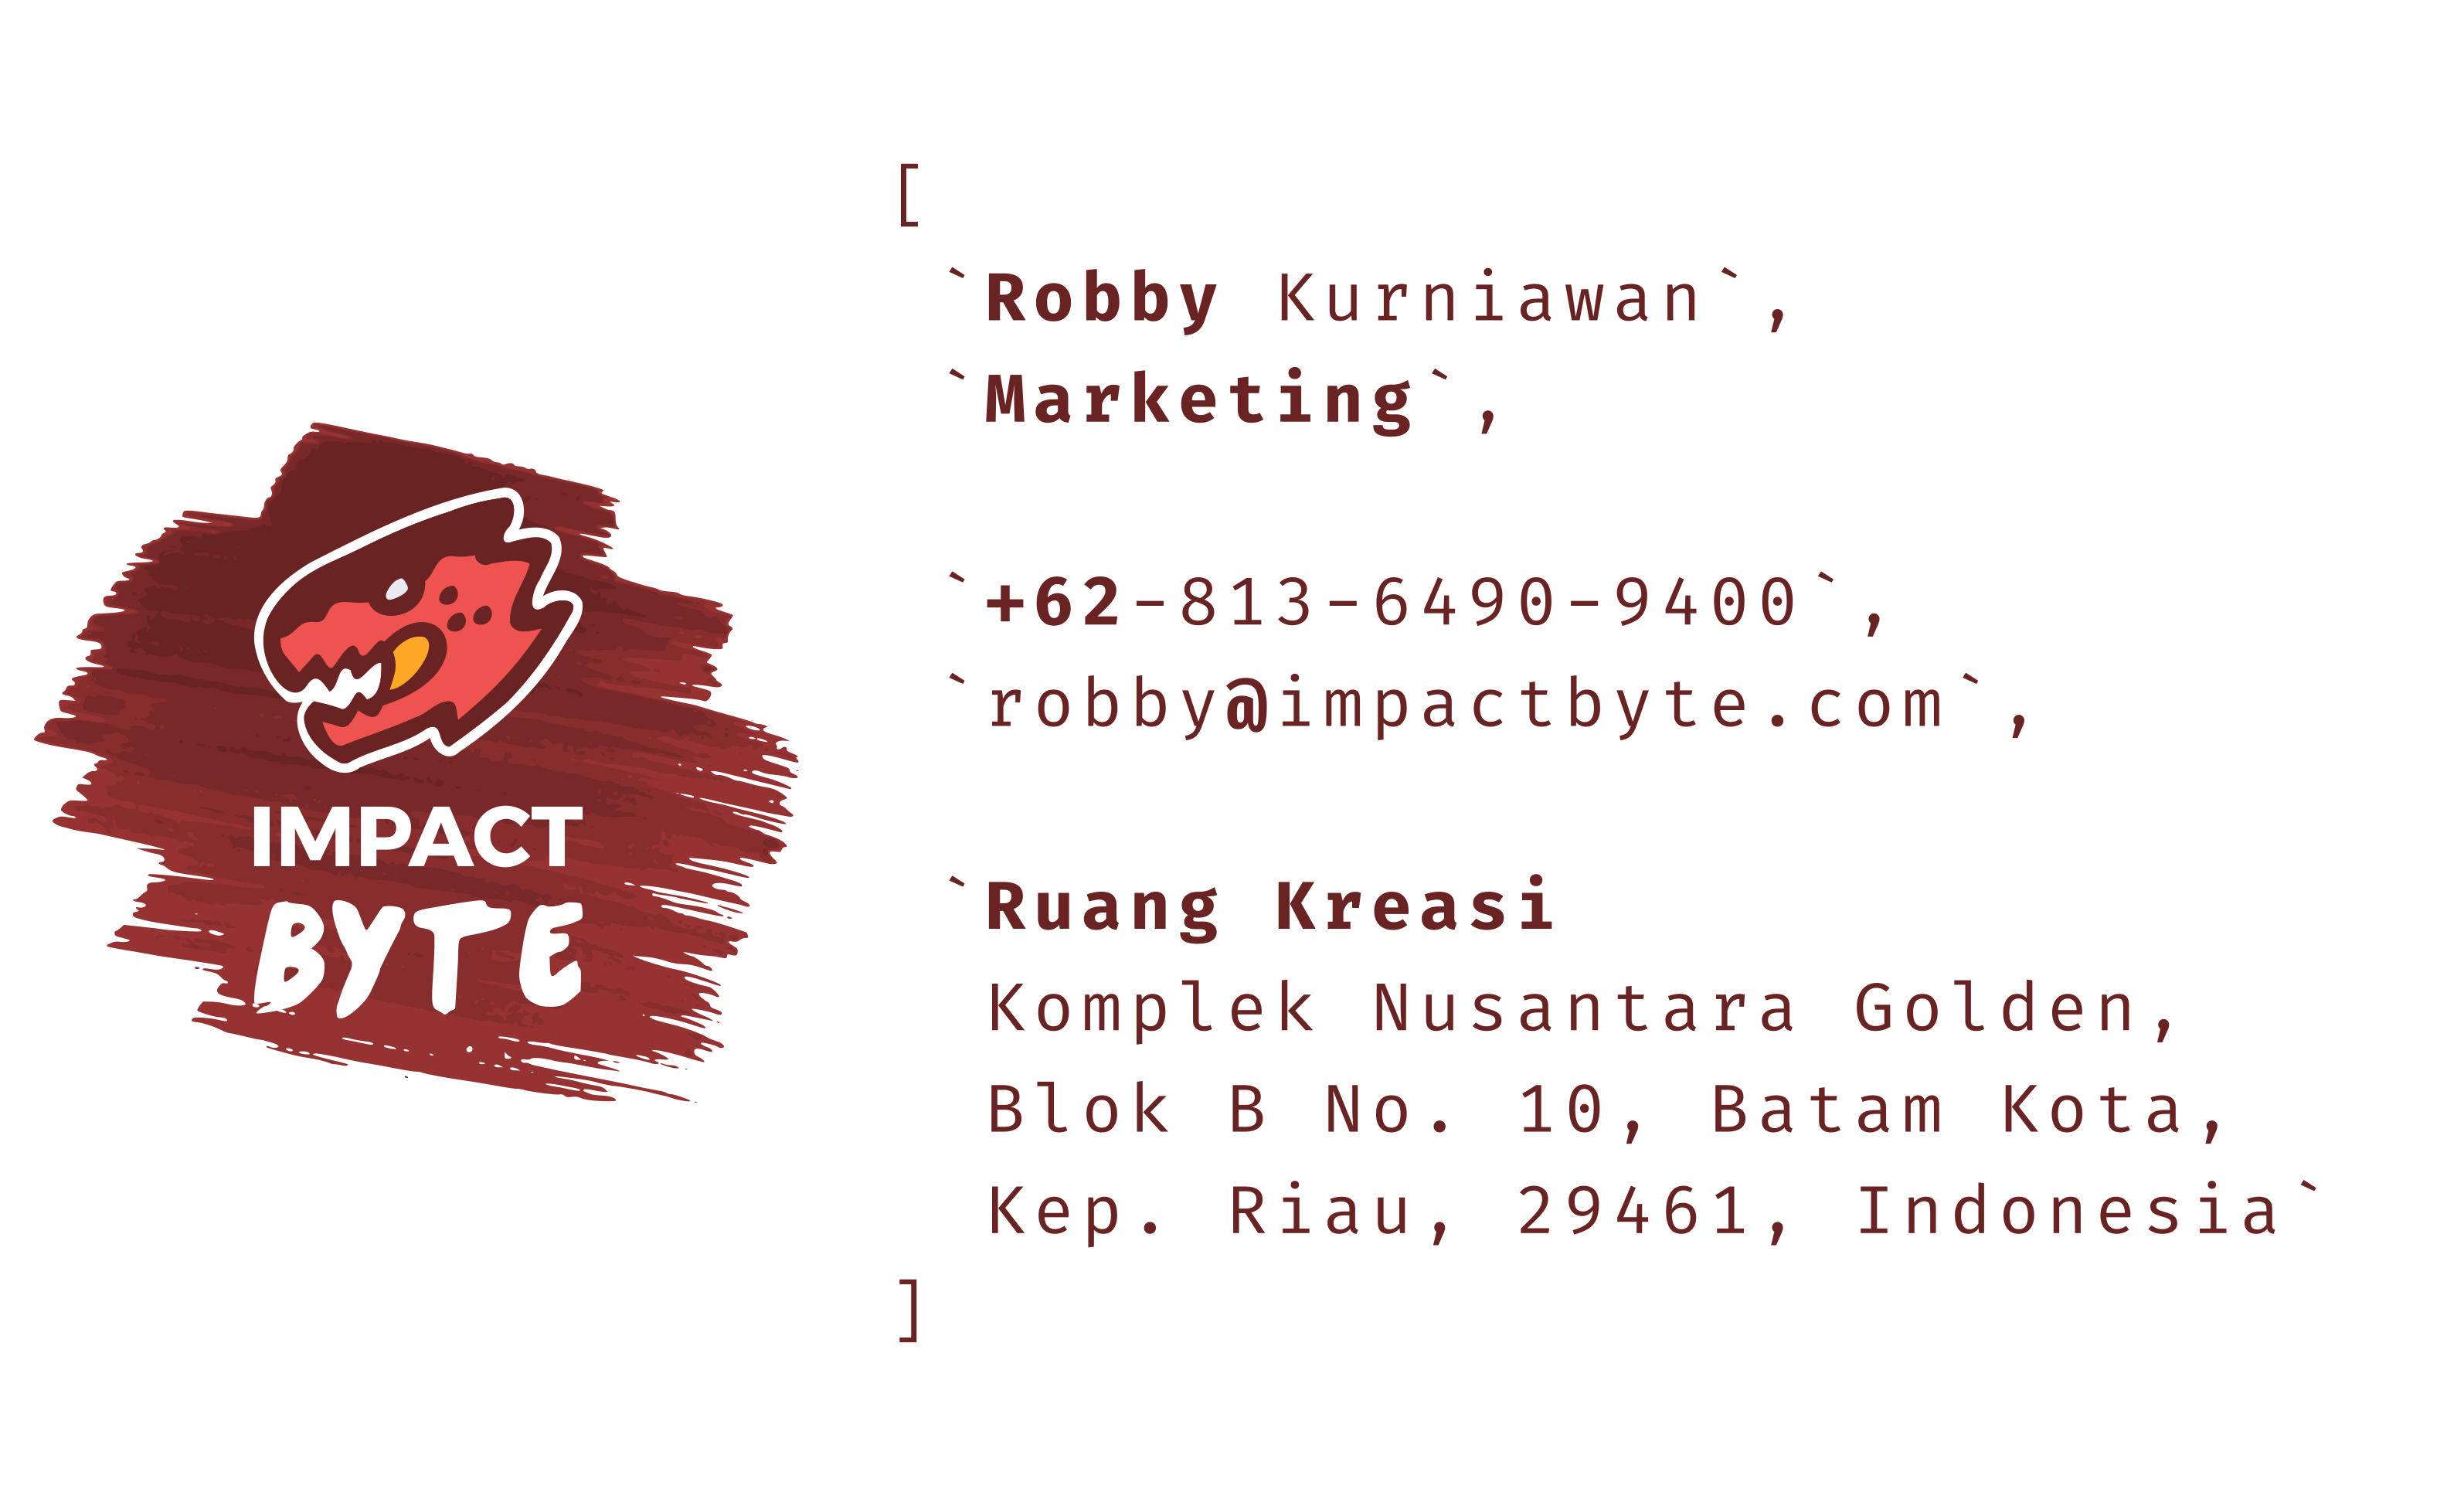 IMPACT
BYTE
[
`Robby Kurniawan`,
`Marketing`,
`+62-813-6490-9400`,
`robby@impactbyte.com`,
`Ruang Kreasi
Komplek Nusantara Golden,
Blok B No. 10, Batam Kota,
Kep. Riau, 29461, Indonesia`
]